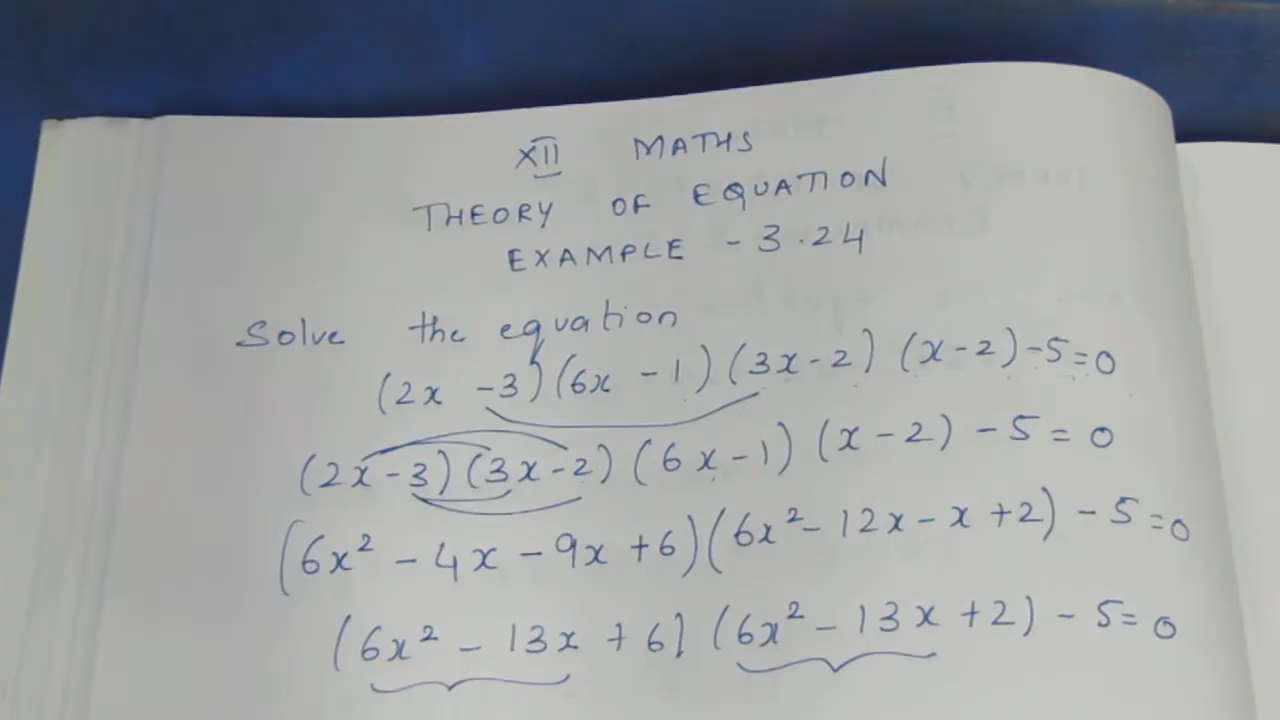 XII MATHS
THEORY OF EQUATION
EXAMPLE - 3.24
Solve the equation
(2x - 3)(6x - 1)(3x - 2)(x - 2) - 5 = 0
(2x - 3)(3x - 2)(6x - 1)(x - 2) - 5 = 0
(6x² - 4x - 9x + 6)(6x² - 12x - x + 2) - 5 = 0
(6x² - 13x + 6)(6x² - 13x + 2) - 5 = 0